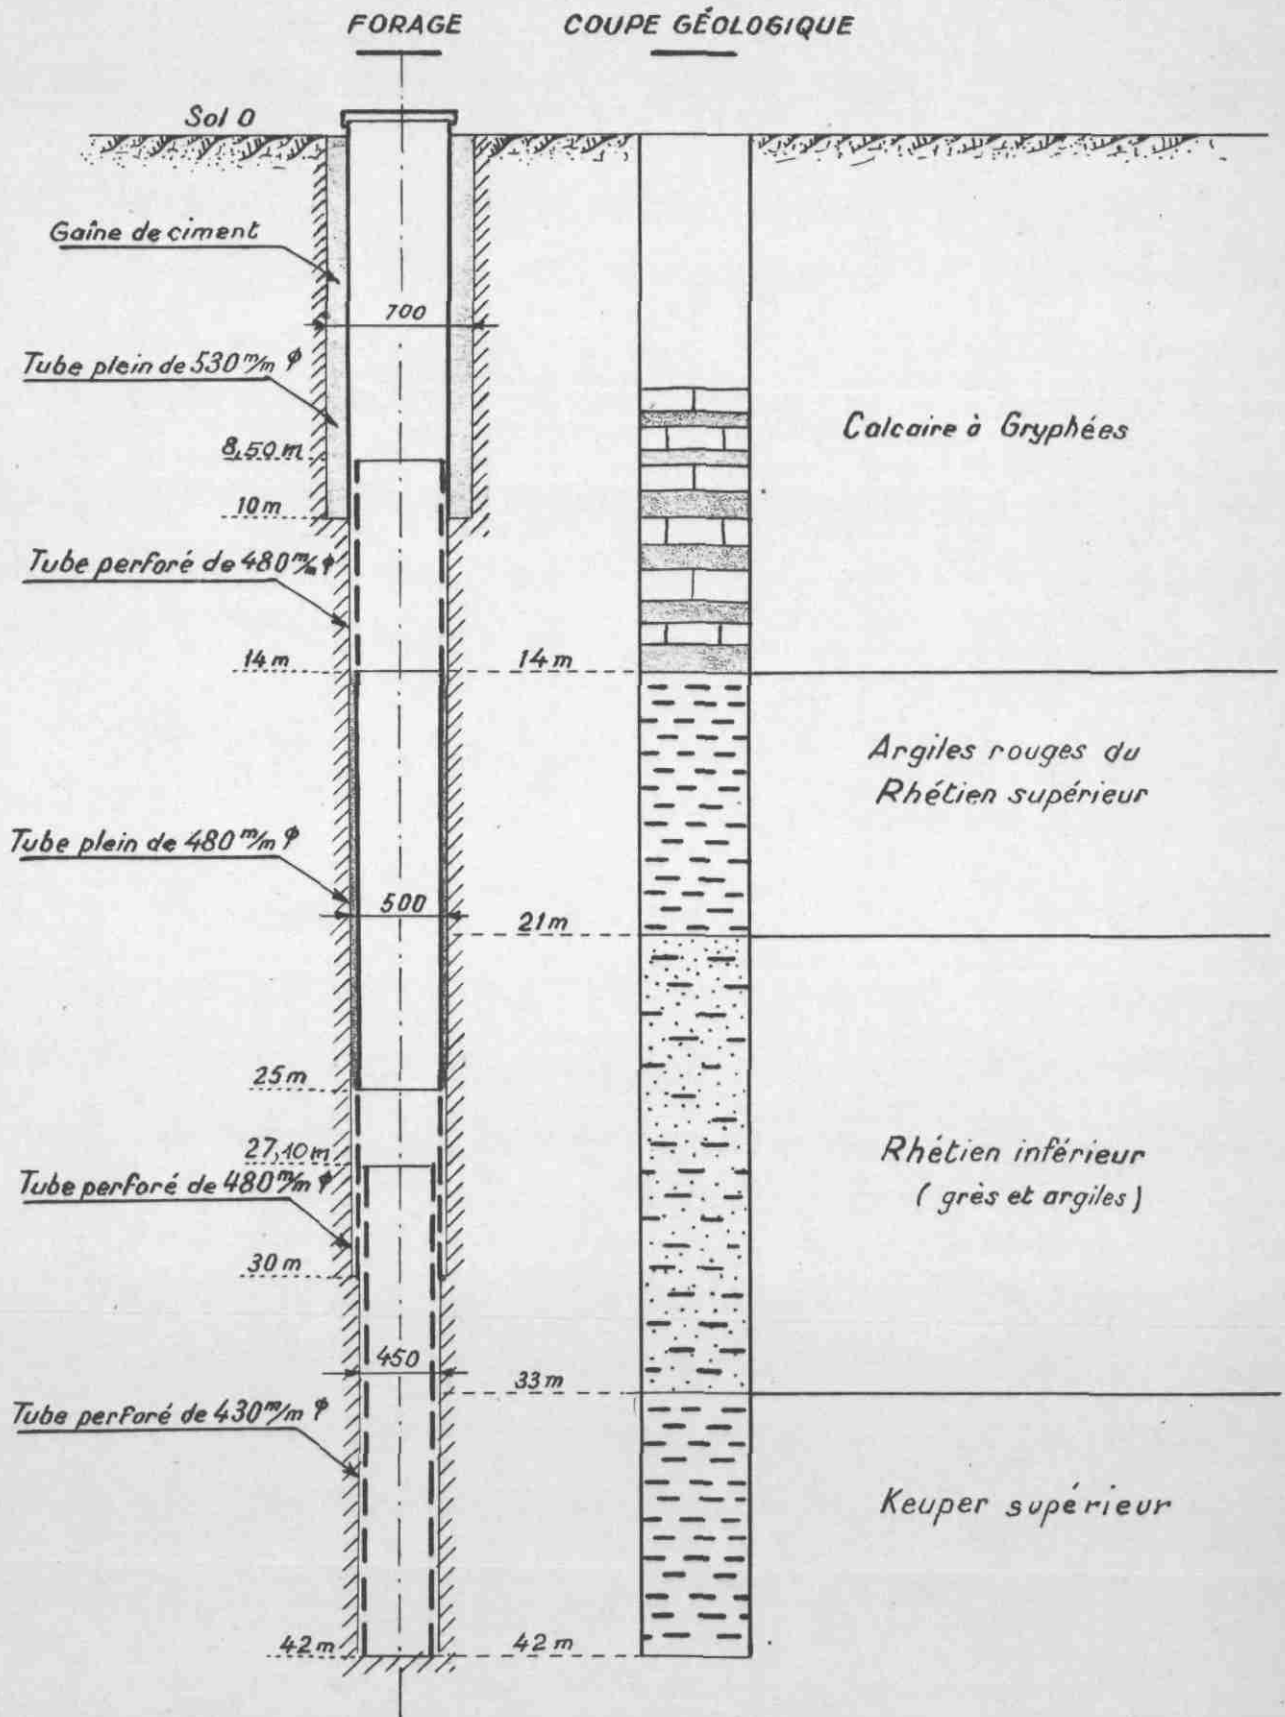 FORAGE
COUPE GÉOLOGIQUE
Sol 0
Gaîne de ciment
700
Tube plein de 530 m/m φ
8,50 m
10 m
Calcaire à Gryphées
Tube perforé de 480 m/m φ
14 m
14 m
Argiles rouges du
Rhétien supérieur
Tube plein de 480 m/m φ
500
21 m
25 m
27,10 m
Rhétien inférieur
( grès et argiles )
Tube perforé de 480 m/m φ
30 m
450
33 m
Tube perforé de 430 m/m φ
Keuper supérieur
42 m
42 m